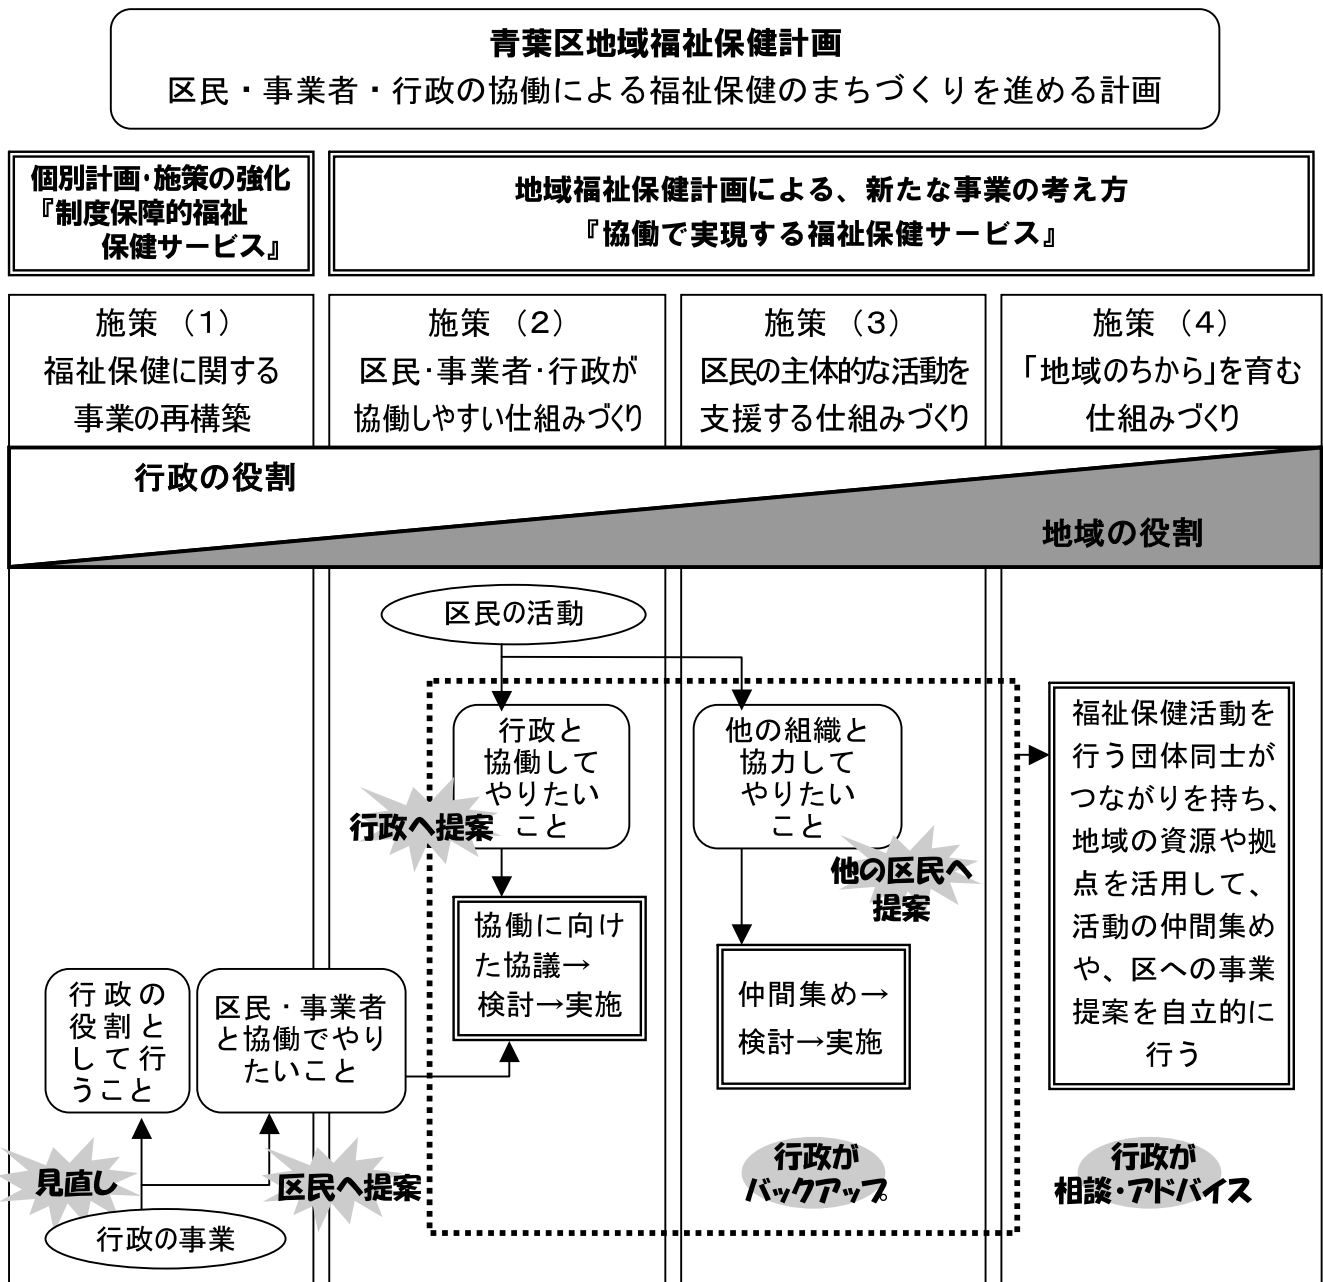 青葉区地域福祉保健計画
区民・事業者・行政の協働による福祉保健のまちづくりを進める計画
個別計画・施策の強化
『制度保障的福祉
保健サービス』
地域福祉保健計画による、新たな事業の考え方
『協働で実現する福祉保健サービス』
施策 （１）
福祉保健に関する
事業の再構築
施策 （２）
区民・事業者・行政が
協働しやすい仕組みづくり
施策 （３）
区民の主体的な活動を
支援する仕組みづくり
施策 （４）
「地域のちから」を育む
仕組みづくり
行政の役割
地域の役割
区民の活動
行政と
協働して
やりたい
こと
行政へ提案
他の組織と
協力して
やりたい
こと
他の区民へ
提案
福祉保健活動を
行う団体同士が
つながりを持ち、
地域の資源や拠
点を活用して、
活動の仲間集め
や、区への事業
提案を自立的に
行う
協働に向け
た協議→
検討→実施
仲間集め→
検討→実施
行政の
役割と
して行
うこと
区民・事業者
と協働でやり
たいこと
見直し
区民へ提案
行政の事業
行政が
バックアップ。
行政が
相談・アドバイス